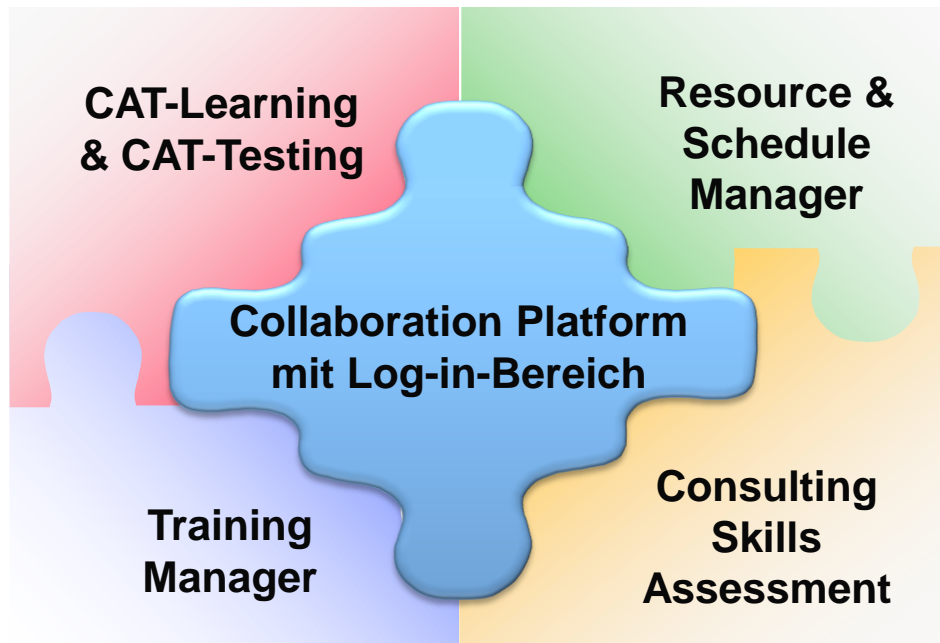 CAT-Learning
& CAT-Testing
Resource &
Schedule
Manager
Collaboration Platform
mit Log-in-Bereich
Training
Manager
Consulting
Skills
Assessment